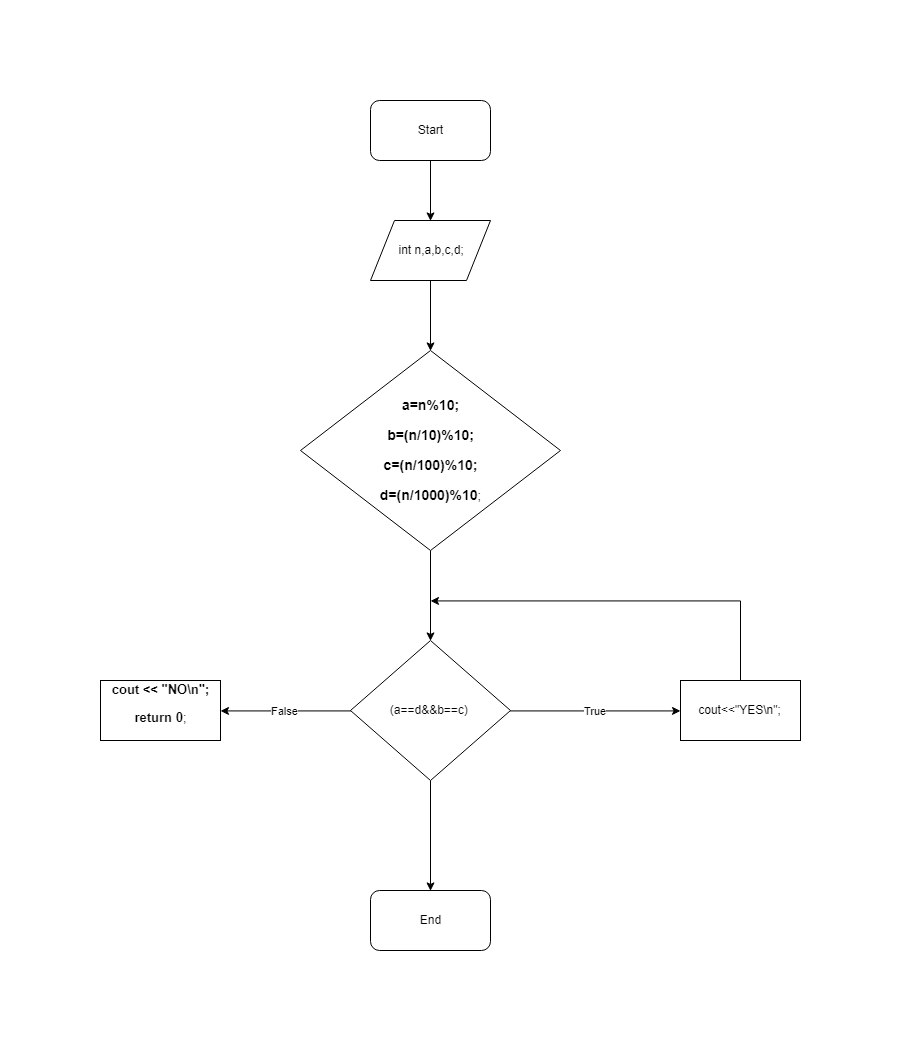 Start
int n,a,b,c,d;
a=n%10;
b=(n/10)%10;
c=(n/100)%10;
d=(n/1000)%10;
cout << "NO\n";
return 0;
False
(a==d&&b==c)
True
cout<<"YES\n";
End